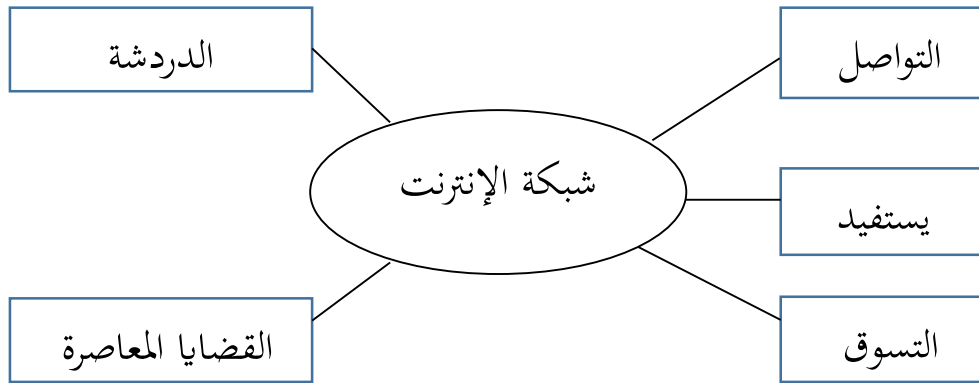 التواصل
الدردشة
شبكة الإنترنت
يستفيد
التسوق
القضايا المعاصرة